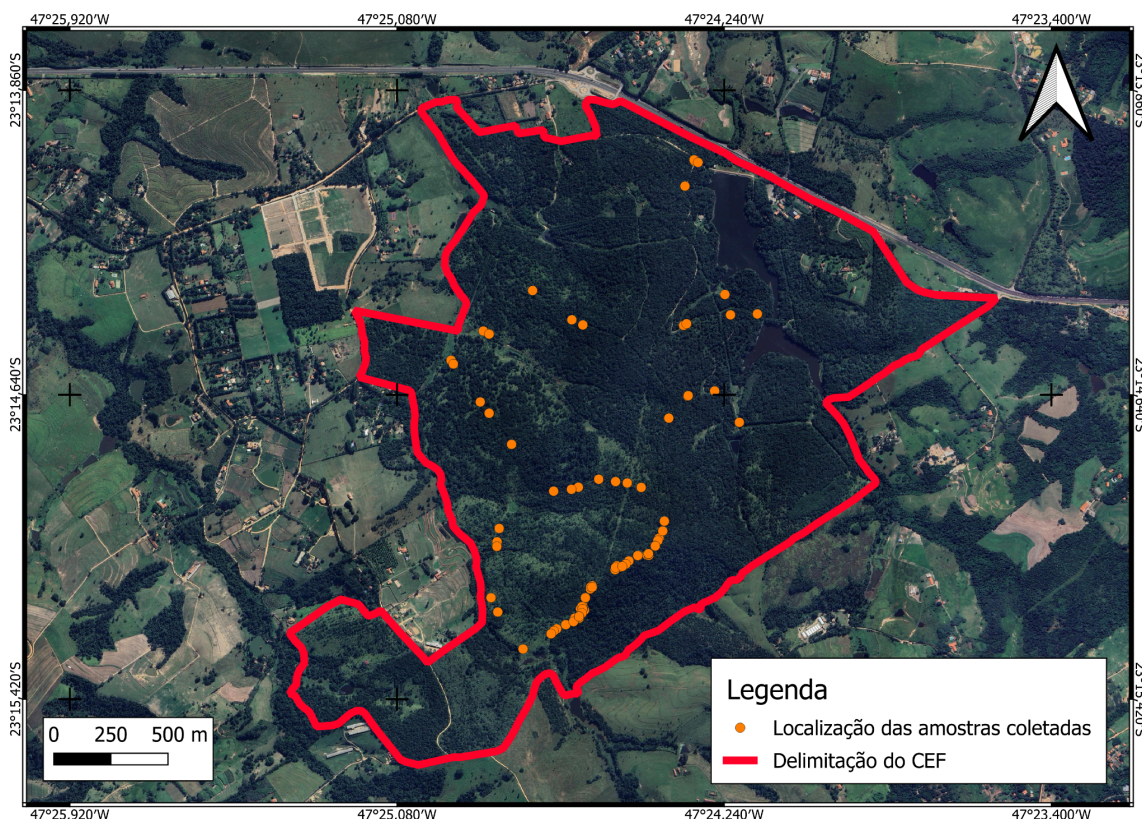 47°25,920'W 47°25,080'W 47°24,240'W 47°23,400'W
23°13,860'S 23°13,860'S
23°14,640'S 23°14,640'S
23°15,420'S 23°15,420'S
Legenda
Localização das amostras coletadas
Delimitação do CEF
0 250 500 m
47°25,920'W 47°25,080'W 47°24,240'W 47°23,400'W